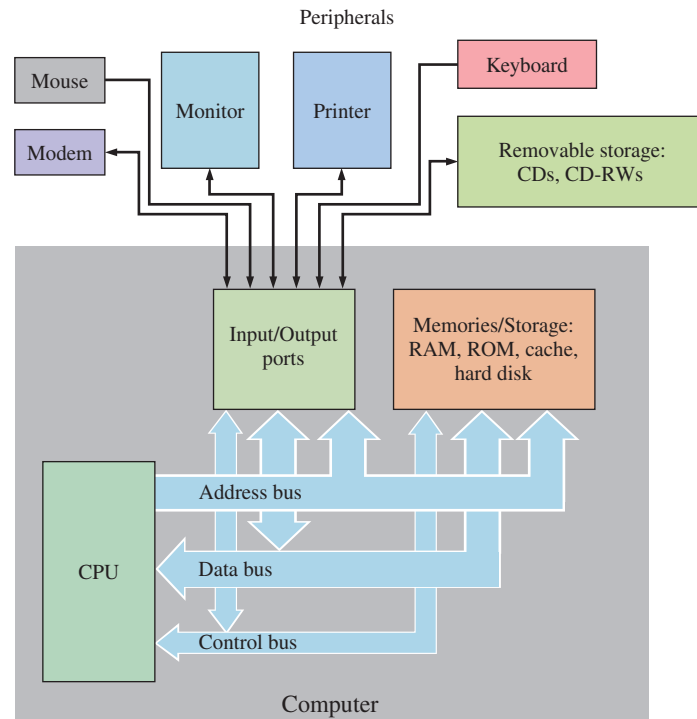 Peripherals
Mouse
Monitor
Printer
Keyboard
Modem
Removable storage:
CDs, CD-RWs
Input/Output
ports
Memories/Storage:
RAM, ROM, cache,
hard disk
Address bus
CPU
Data bus
Control bus
Computer